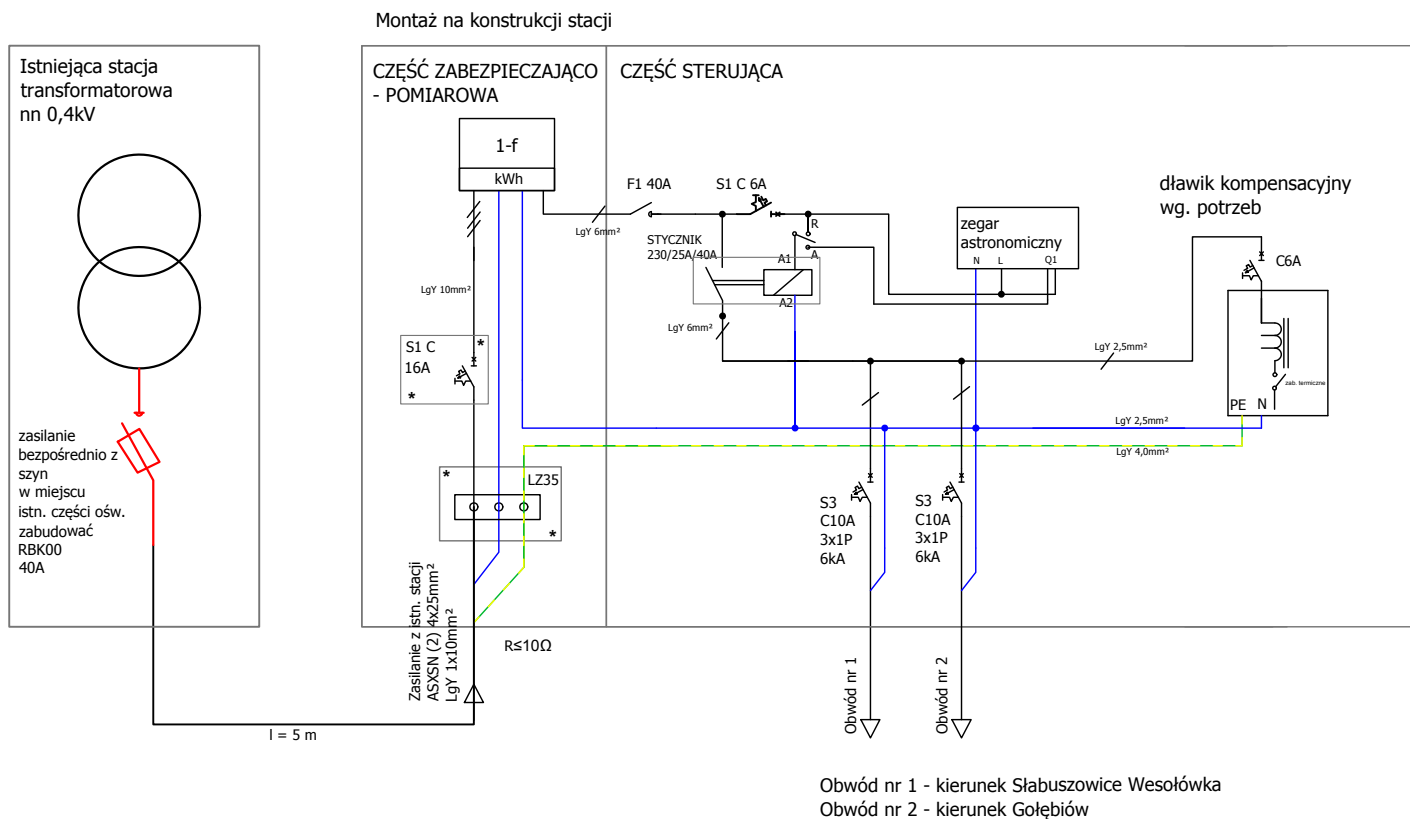 Montaż na konstrukcji stacji
Istniejąca stacja
transformatorowa
nn 0,4kV
zasilanie
bezpośrednio z
szyn
w miejscu
istn. części ośw.
zabudować
RBK00
40A
l = 5 m
CZĘŚĆ ZABEZPIECZAJĄCO
- POMIAROWA
1-f
kWh
LgY 10mm²
S1 C
16A
*
*
*
LZ35
*
Zasilanie z istn. stacji
ASXSN (2) 4x25mm²
LgY 1x10mm²
R≤10Ω
CZĘŚĆ STERUJĄCA
F1 40A
S1 C 6A
LgY 6mm²
STYCZNIK
230/25A/40A
R
A
A1
A2
LgY 6mm²
zegar
astronomiczny
N L Q1
dławik kompensacyjny
wg. potrzeb
C6A
LgY 2,5mm²
zab. termiczne
PE N
LgY 2,5mm²
LgY 4,0mm²
S3
C10A
3x1P
6kA
S3
C10A
3x1P
6kA
Obwód nr 1
Obwód nr 2
Obwód nr 1 - kierunek Słabuszowice Wesołówka
Obwód nr 2 - kierunek Gołębiów